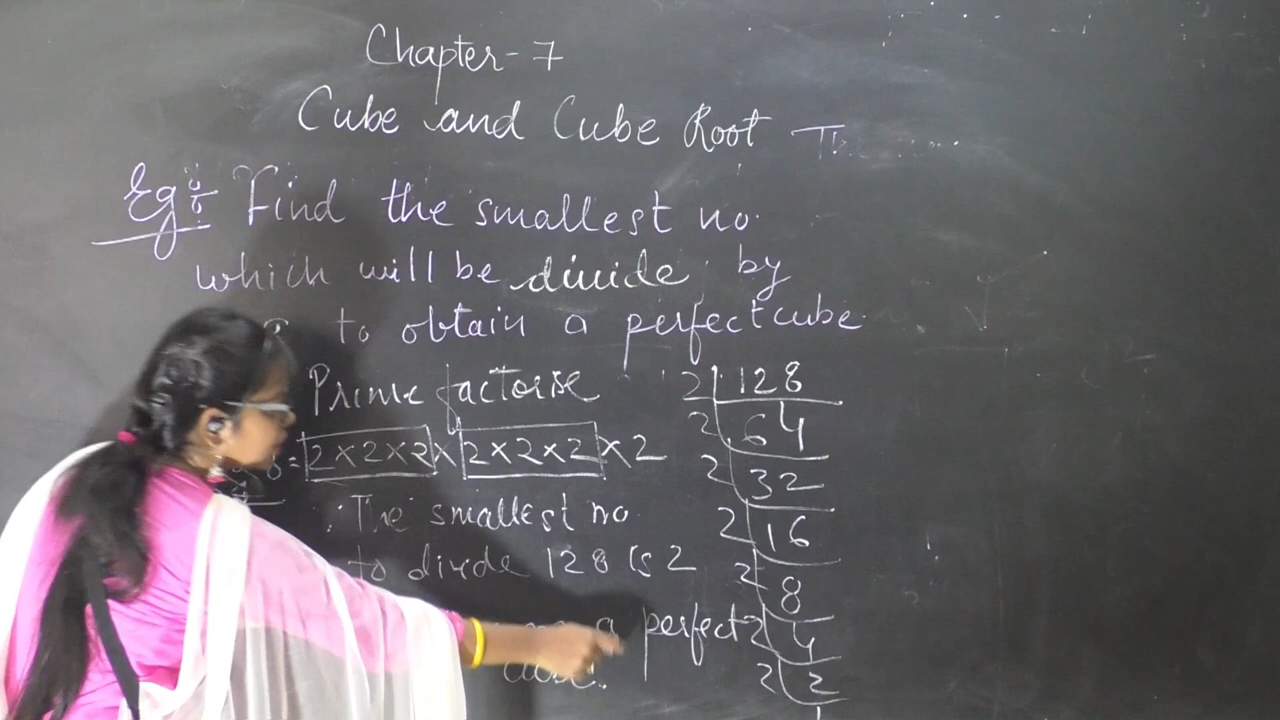 Chapter-7
Cube and Cube Root
Eg: Find the smallest no.
which will be divide by
to obtain a perfect cube.
Prime factorise
= 2×2×2×2×2×2×2
∴ The smallest no.
to divide 128 is 2
a perfect
cube.
2 | 128
2 | 64
2 | 32
2 | 16
2 | 8
2 | 4
2 | 2
1